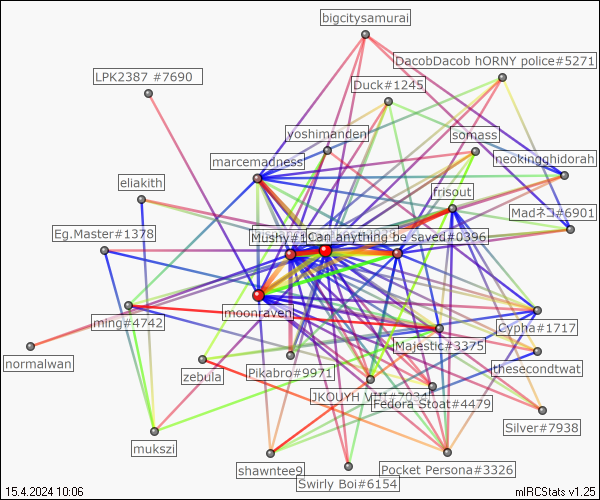 bigcitysamurai
DacobDacob hORNY police#5271
LPK2387 #7690
Duck#1245
yoshimanden
somass
marcemadness
neokingghidorah
eliakith
frisout
Madネコ#6901
Eg.Master#1378
Mushy#1
Can anything be saved#0396
moonraven
ming#4742
Cypha#1717
Majestic#3375
normalwan
zebula
Pikabro#9971
thesecondtwat
JKOUYH
Fedora Stoat#4479
Silver#7938
mukszi
shawntee9
Pocket Persona#3326
Swirly Boi#6154
15.4.2024 10:06
mIRCStats v1.25